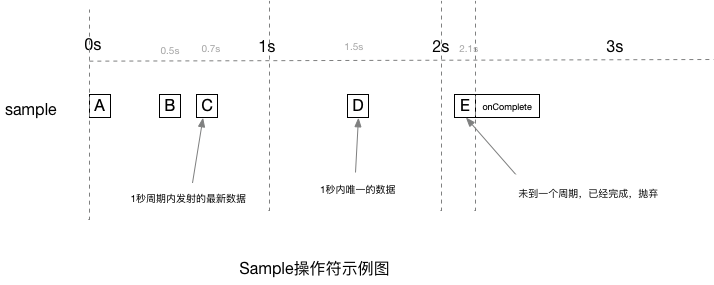 0s 0.5s 0.7s 1s 1.5s 2s 2.1s 3s
sample A B C D E onComplete
1秒周期内发射的最新数据 1秒内唯一的数据 未到一个周期，已经完成，抛弃
Sample操作符示例图